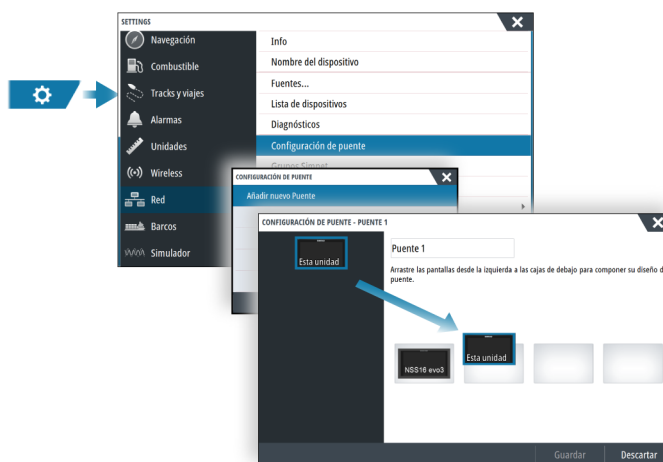 SETTINGS
Navegación
Combustible
Tracks y viajes
Alarmas
Unidades
Wireless
Red
Barcos
Simulador
Info
Nombre del dispositivo
Fuentes...
Lista de dispositivos
Diagnósticos
Configuración de puente
Grupos Simnet
CONFIGURACIÓN DE PUENTE
Añadir nuevo Puente
CONFIGURACIÓN DE PUENTE - PUENTE 1
Esta unidad
Puente 1
Arrastre las pantallas desde la izquierda a las cajas de debajo para componer su diseño d
puente.
NSS16 evo3
Esta unidad
Guardar
Descartar